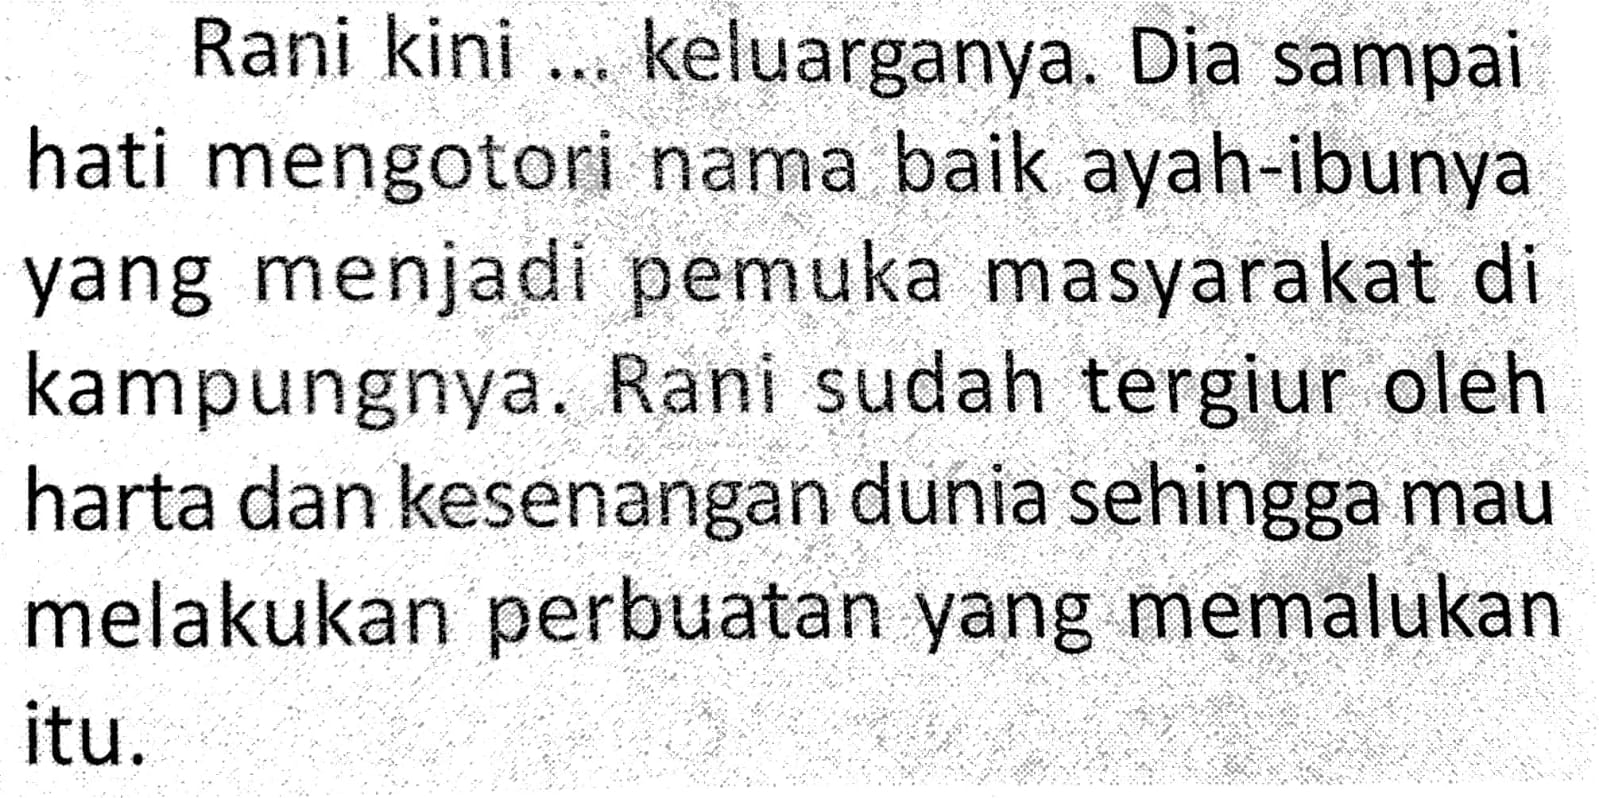 Rani kini ... keluarganya. Dia sampai
hati mengotori nama baik ayah-ibunya
yang menjadi pemuka masyarakat di
kampungnya. Rani sudah tergiur oleh
harta dan kesenangan dunia sehingga mau
melakukan perbuatan yang memalukan
itu.